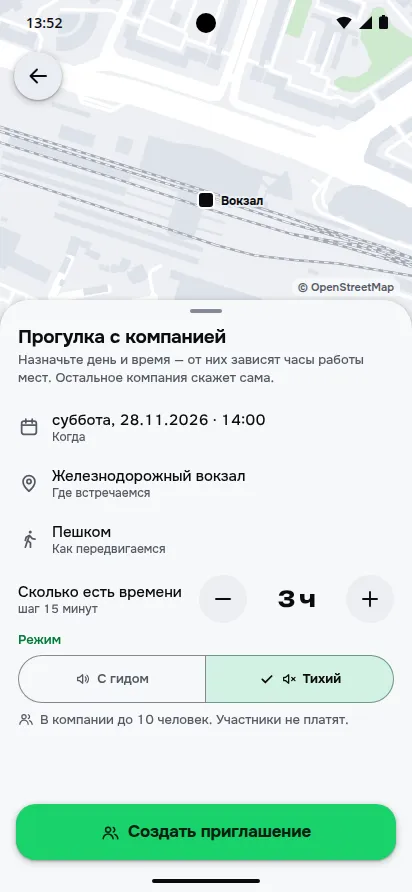 13:52
Вокзал
© OpenStreetMap
Прогулка с компанией
Назначьте день и время — от них зависят часы работы
мест. Остальное компания скажет сама.
суббота, 28.11.2026 · 14:00
Когда
Железнодорожный вокзал
Где встречаемся
Пешком
Как передвигаемся
Сколько есть времени
шаг 15 минут
3 ч
Режим
С гидом
Тихий
В компании до 10 человек. Участники не платят.
Создать приглашение